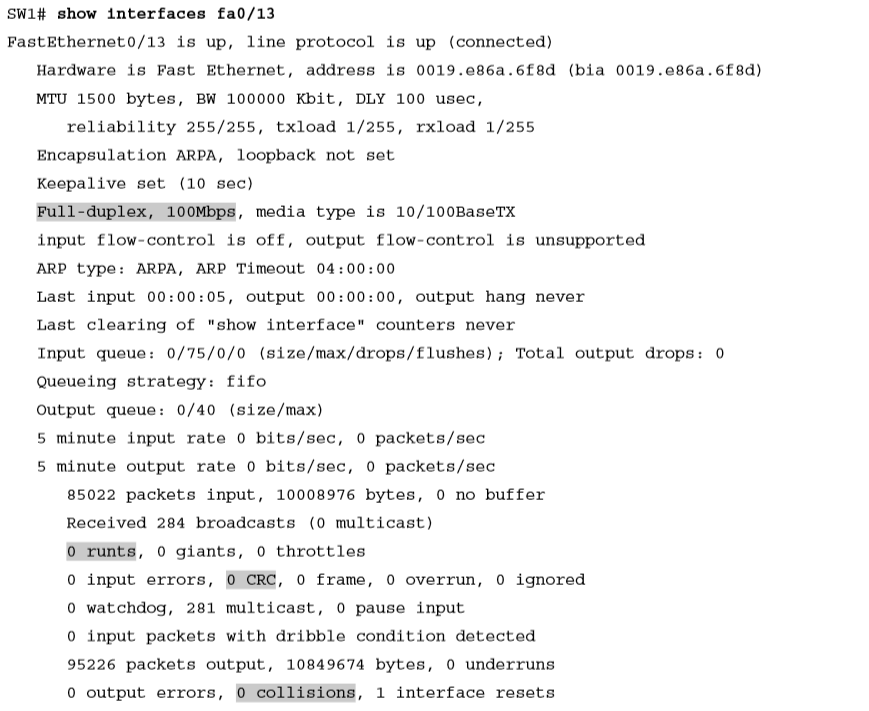 SW1# show interfaces fa0/13
FastEthernet0/13 is up, line protocol is up (connected)
Hardware is Fast Ethernet, address is 0019.e86a.6f8d (bia 0019.e86a.6f8d)
MTU 1500 bytes, BW 100000 Kbit, DLY 100 usec,
reliability 255/255, txload 1/255, rxload 1/255
Encapsulation ARPA, loopback not set
Keepalive set (10 sec)
Full-duplex, 100Mbps, media type is 10/100BaseTX
input flow-control is off, output flow-control is unsupported
ARP type: ARPA, ARP Timeout 04:00:00
Last input 00:00:05, output 00:00:00, output hang never
Last clearing of "show interface" counters never
Input queue: 0/75/0/0 (size/max/drops/flushes); Total output drops: 0
Queueing strategy: fifo
Output queue: 0/40 (size/max)
5 minute input rate 0 bits/sec, 0 packets/sec
5 minute output rate 0 bits/sec, 0 packets/sec
85022 packets input, 10008976 bytes, 0 no buffer
Received 284 broadcasts (0 multicast)
0 runts, 0 giants, 0 throttles
0 input errors, 0 CRC, 0 frame, 0 overrun, 0 ignored
0 watchdog, 281 multicast, 0 pause input
0 input packets with dribble condition detected
95226 packets output, 10849674 bytes, 0 underruns
0 output errors, 0 collisions, 1 interface resets